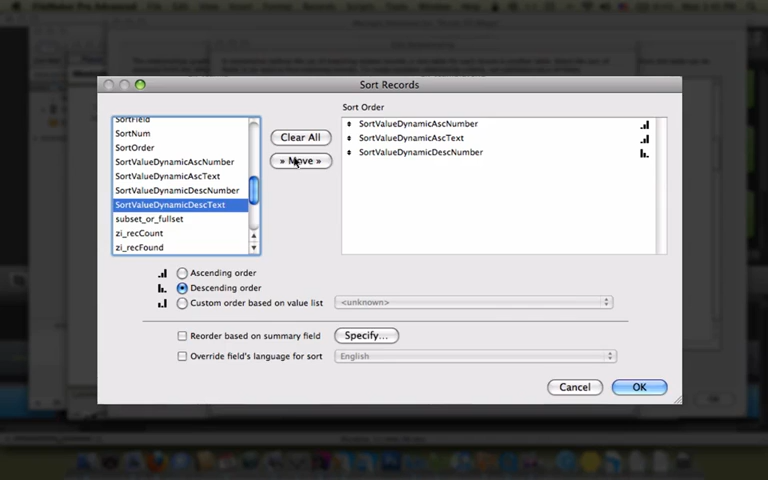 Sort Records
Sort Order
SortField
SortNum
SortOrder
SortValueDynamicAscNumber
SortValueDynamicAscText
SortValueDynamicDescNumber
SortValueDynamicDescText
subset_or_fullset
zi_recCount
zi_recFound
Clear All
» Move »
SortValueDynamicAscNumber
SortValueDynamicAscText
SortValueDynamicDescNumber
Ascending order
Descending order
Custom order based on value list
<unknown>
Reorder based on summary field
Specify...
Override field's language for sort
English
Cancel
OK